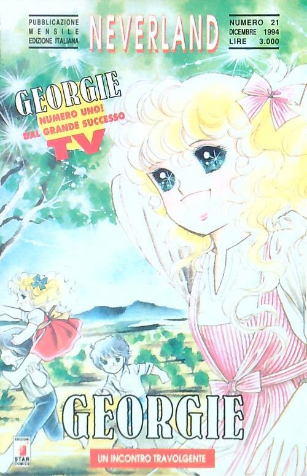 PUBBLICAZIONE
MENSILE
EDIZIONE ITALIANA
NEVERLAND
NUMERO 21
DICEMBRE 1994
LIRE 3.000
GEORGIE
NUMERO UNO!
DAL GRANDE SUCCESSO
TV
GEORGIE
UN INCONTRO TRAVOLGENTE
EDIZIONI
STAR
COMICS